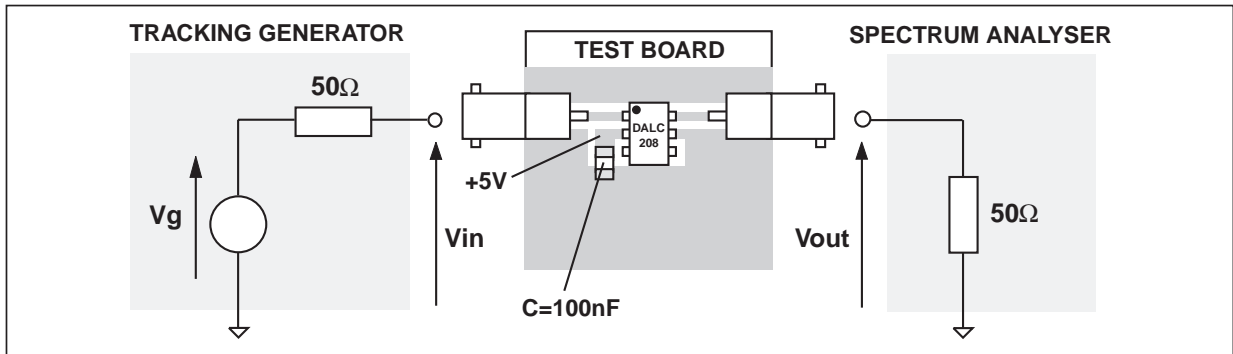 TRACKING GENERATOR
TEST BOARD
SPECTRUM ANALYSER
50Ω
DALC
208
+5V
Vg
Vin
Vout
50Ω
C=100nF